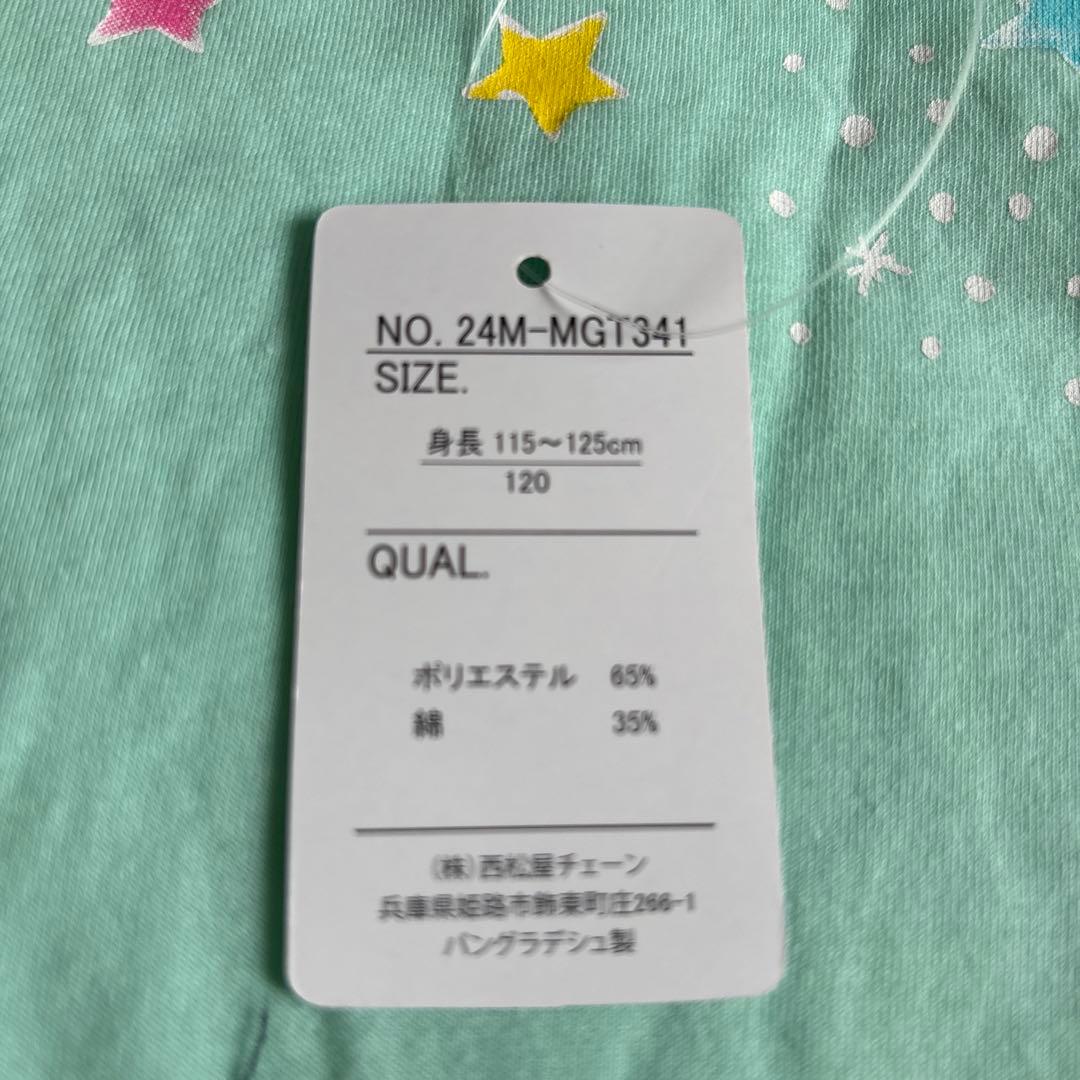 NO. 24M-MGT341
SIZE.
身長 115〜125cm
120
QUAL.
ポリエステル 65%
綿 35%
(株)西松屋チェーン
兵庫県姫路市飾東町庄266-1
バングラデシュ製